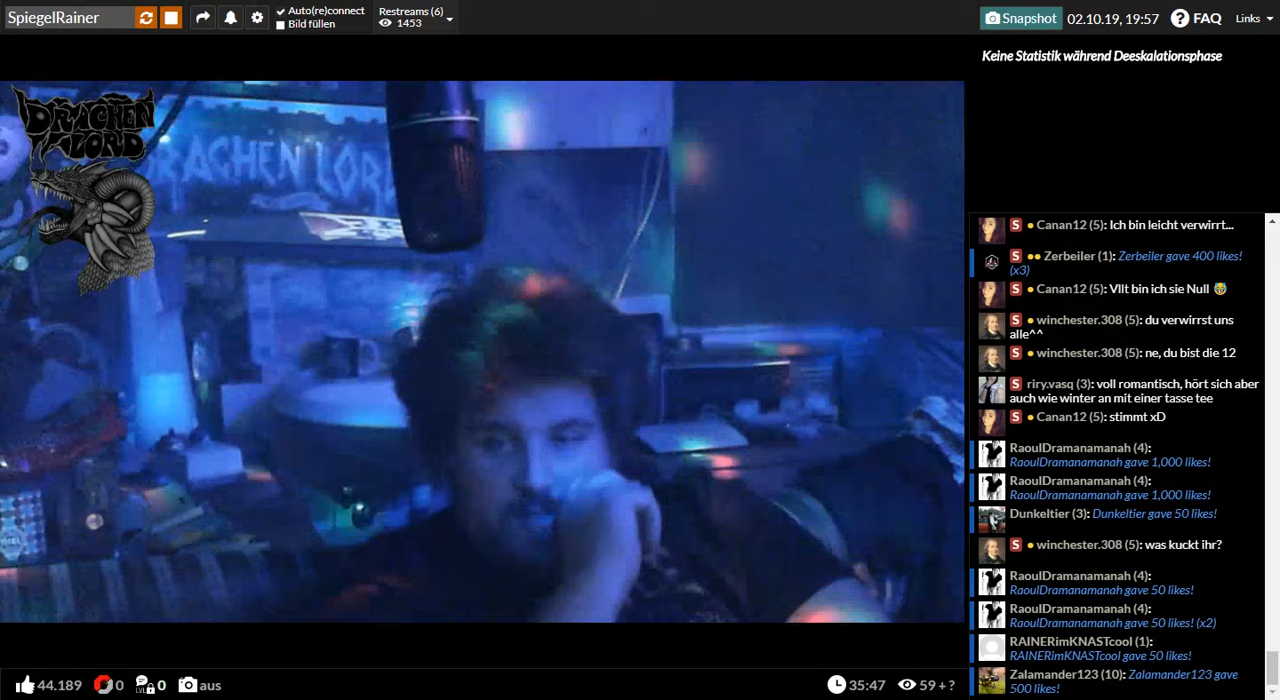 SpiegelRainer
Auto(re)connect
Bild füllen
Restreams (6)
1453
Snapshot
02.10.19, 19:57
? FAQ
Links
Keine Statistik während Deeskalationsphase
DRACHEN
LORD
DRACHEN LORD
S Canan12 (5): Ich bin leicht verwirrt...
S Zerbeiler (1): Zerbeiler gave 400 likes!
(x3)
S Canan12 (5): Vllt bin ich sie Null 😂
S winchester.308 (5): du verwirrst uns
alle^^
S winchester.308 (5): ne, du bist die 12
S riry.vasq (3): voll romantisch, hört sich aber
auch wie winter an mit einer tasse tee
S Canan12 (5): stimmt xD
RaoulDramanamanah (4):
RaoulDramanamanah gave 1,000 likes!
RaoulDramanamanah (4):
RaoulDramanamanah gave 1,000 likes!
Dunkeltier (3): Dunkeltier gave 50 likes!
S winchester.308 (5): was kuckt ihr?
RaoulDramanamanah (4):
RaoulDramanamanah gave 50 likes!
RaoulDramanamanah (4):
RaoulDramanamanah gave 50 likes! (x2)
RAINERimKNASTcool (1):
RAINERimKNASTcool gave 50 likes!
Zalamander123 (10): Zalamander123 gave
500 likes!
44.189
0
0
aus
35:47
59 + ?